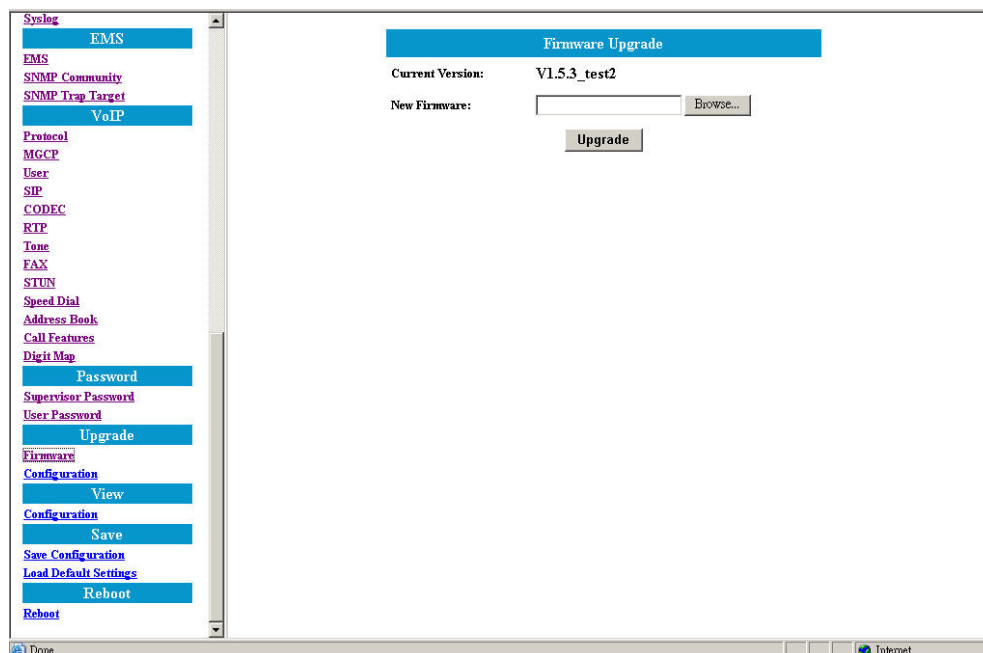 Syslog
EMS
EMS
SNMP Community
SNMP Trap Target
VoIP
Protocol
MGCP
User
SIP
CODEC
RTP
Tone
FAX
STUN
Speed Dial
Address Book
Call Features
Digit Map
Password
Supervisor Password
User Password
Upgrade
Firmware
Configuration
View
Configuration
Save
Save Configuration
Load Default Settings
Reboot
Reboot
Firmware Upgrade
Current Version: V1.5.3_test2
New Firmware: Browse...
Upgrade
Done Internet